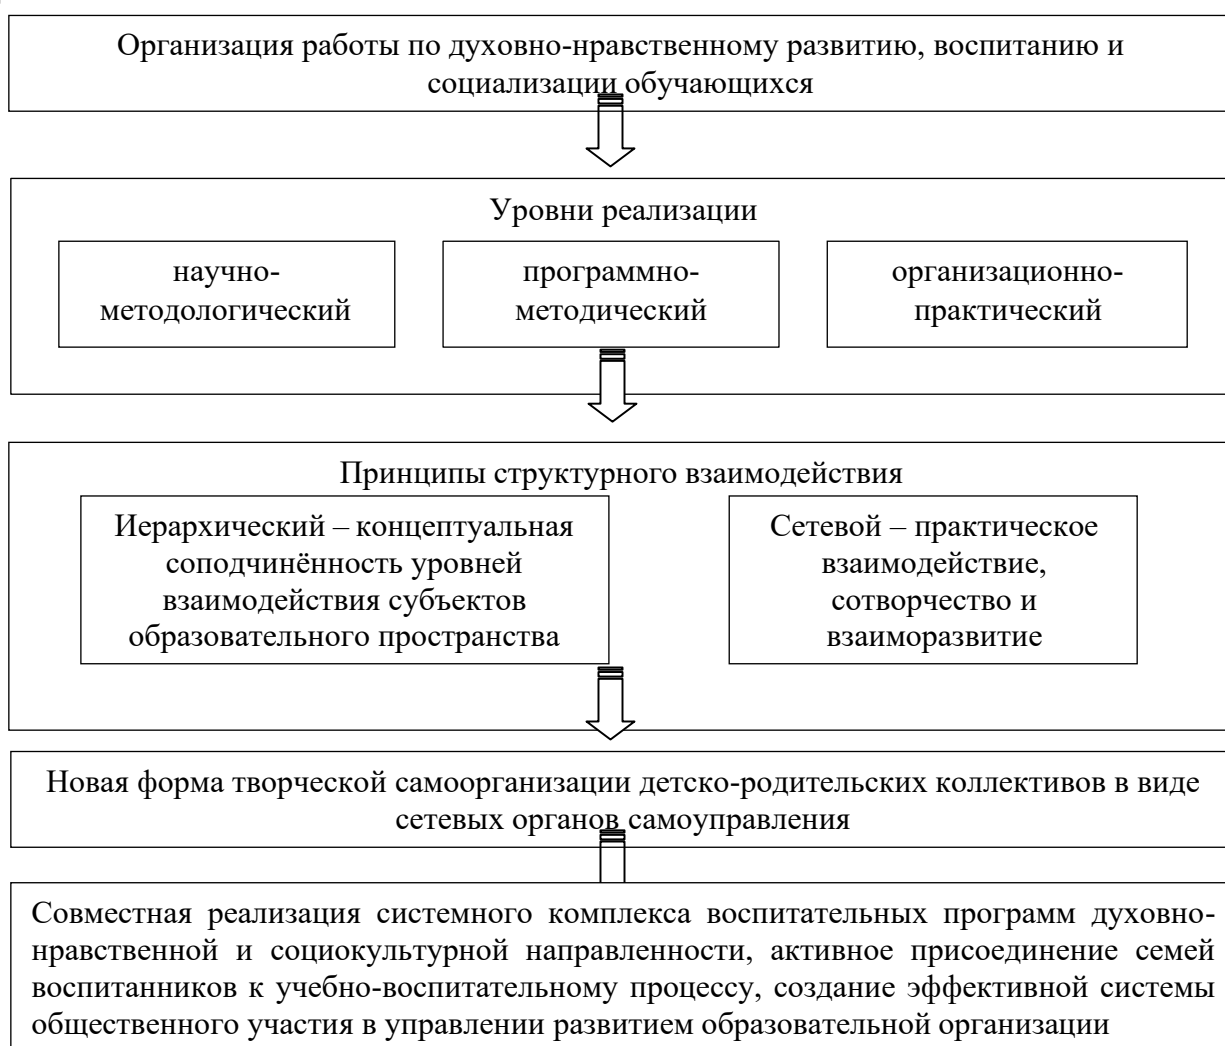 Организация работы по духовно-нравственному развитию, воспитанию и
социализации обучающихся
Уровни реализации
научно-
методологический
программно-
методический
организационно-
практический
Принципы структурного взаимодействия
Иерархический – концептуальная
соподчинённость уровней
взаимодействия субъектов
образовательного пространства
Сетевой – практическое
взаимодействие,
сотворчество и
взаиморазвитие
Новая форма творческой самоорганизации детско-родительских коллективов в виде
сетевых органов самоуправления
Совместная реализация системного комплекса воспитательных программ духовно-
нравственной и социокультурной направленности, активное присоединение семей
воспитанников к учебно-воспитательному процессу, создание эффективной системы
общественного участия в управлении развитием образовательной организации